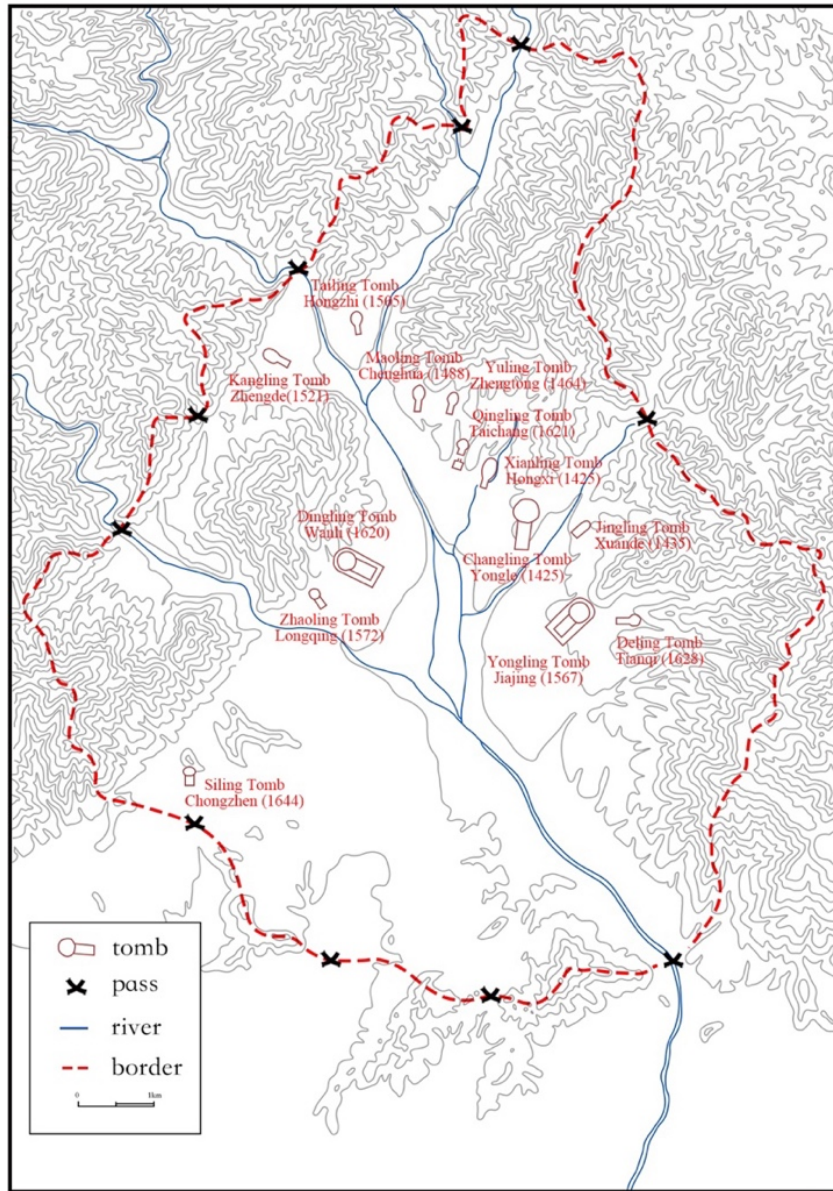 Tailing Tomb
Hongzhi (1505)
Maoling Tomb
Chenghua (1488)
Yuling Tomb
Zhengtong (1464)
Kangling Tomb
Zhengde(1521)
Qingling Tomb
Taichang (1621)
Xianling Tomb
Hongxi (1425)
Dingling Tomb
Wanli (1620)
Jingling Tomb
Xuande (1435)
Changling Tomb
Yongle (1425)
Zhaoling Tomb
Longqing (1572)
Deling Tomb
Tianqi (1628)
Yongling Tomb
Jiajing (1567)
Siling Tomb
Chongzhen (1644)
tomb
pass
river
border
0 1km